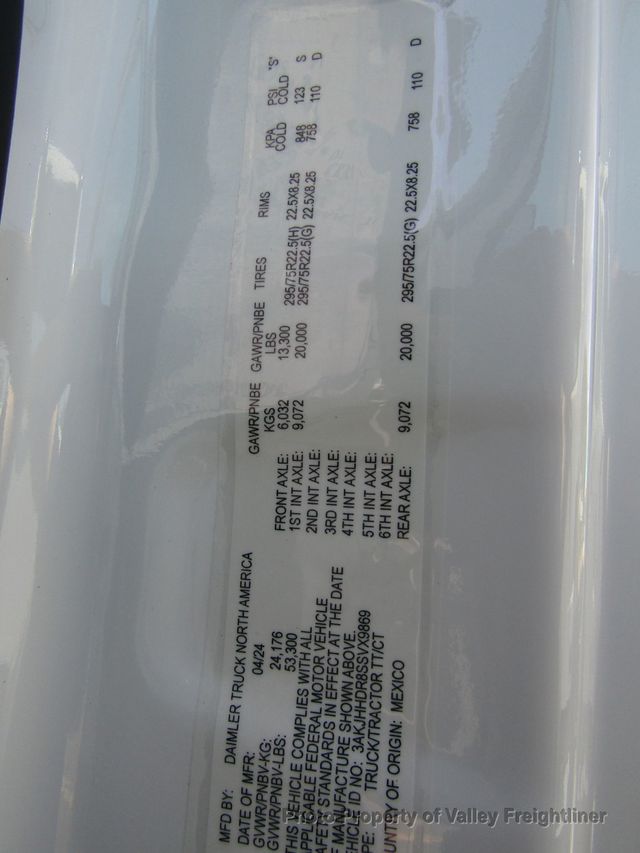 MFD BY: DAIMLER TRUCK NORTH AMERICA
DATE OF MFR: 04/24
GVWR/PNBV-KG: 24,176
GVWR/PNBV-LBS: 53,300
THIS VEHICLE COMPLIES WITH ALL
APPLICABLE FEDERAL MOTOR VEHICLE
AFETY STANDARDS IN EFFECT AT THE DATE
F MANUFACTURE SHOWN ABOVE.
EHICLE ID NO: 3AKJHHDR8SSVX9869
PE: TRUCK/TRACTOR TT/CT
UNTRY OF ORIGIN: MEXICO
GAWR/PNBE GAWR/PNBE TIRES RIMS KPA PSI "S"
KGS LBS COLD COLD
FRONT AXLE: 6,032 13,300 295/75R22.5(H) 22.5X8.25 848 123 S
1ST INT AXLE: 9,072 20,000 295/75R22.5(G) 22.5X8.25 758 110 D
2ND INT AXLE:
3RD INT AXLE:
4TH INT AXLE:
5TH INT AXLE:
6TH INT AXLE:
REAR AXLE: 9,072 20,000 295/75R22.5(G) 22.5X8.25 758 110 D
Photo Property of Valley Freightliner